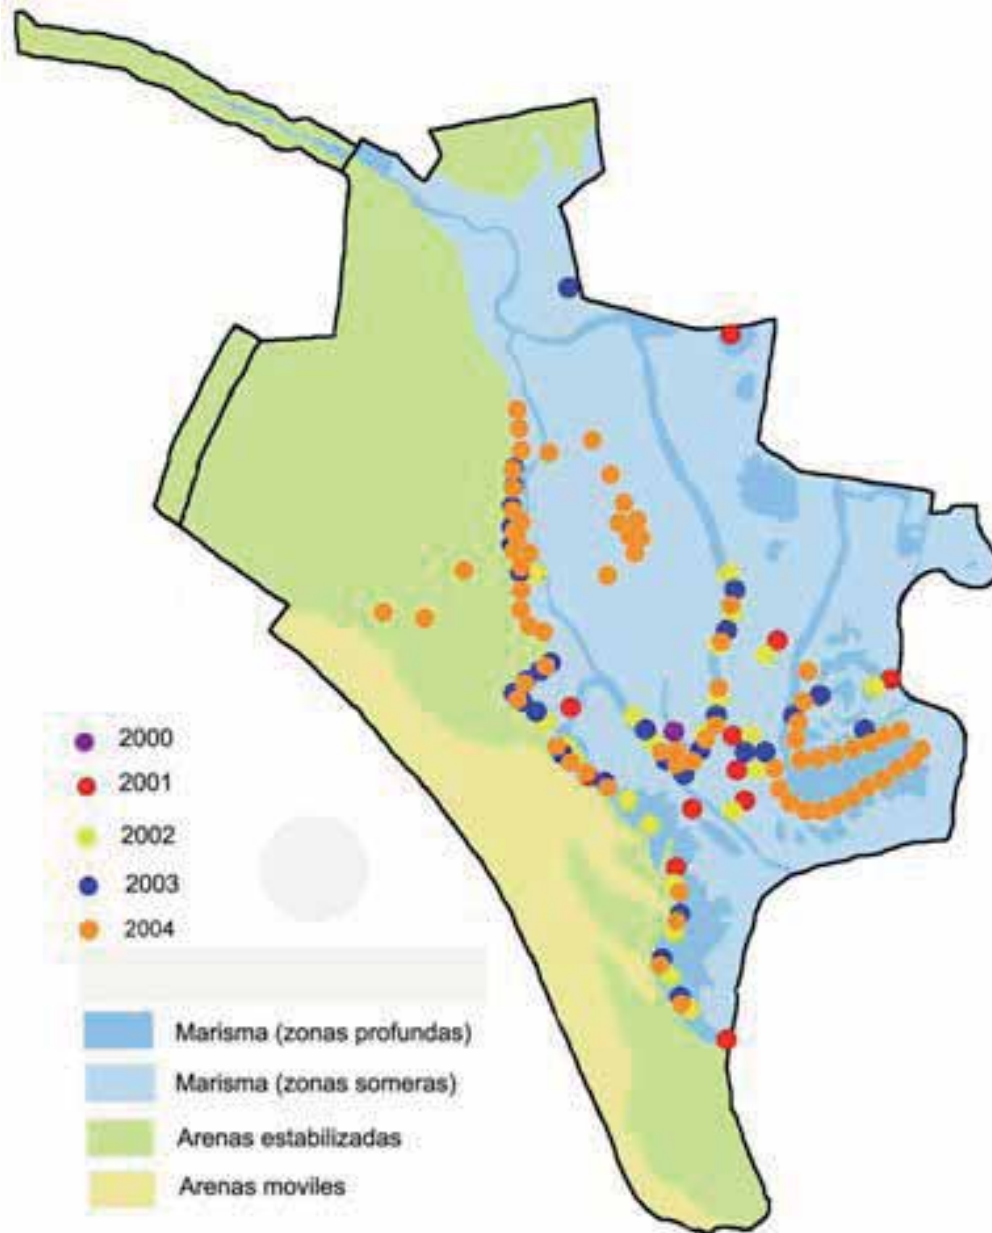 2000
2001
2002
2003
2004
Marisma (zonas profundas)
Marisma (zonas someras)
Arenas estabilizadas
Arenas moviles